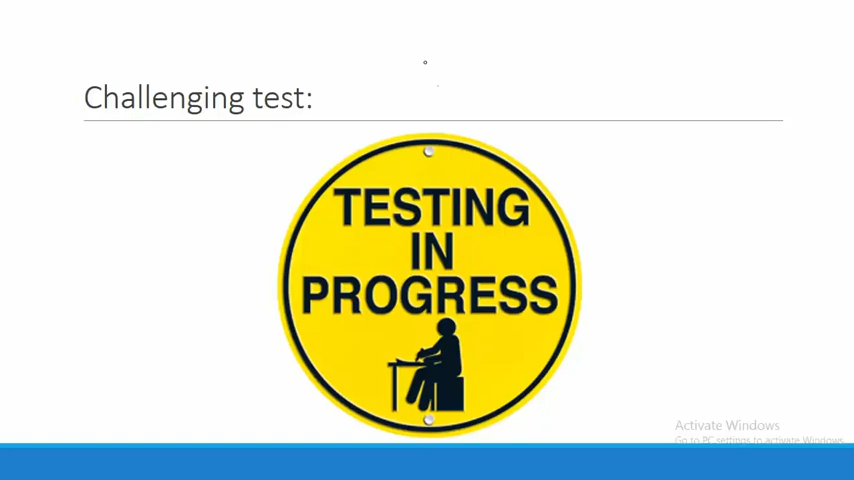 Challenging test:
TESTING
IN
PROGRESS
Activate Windows
Go to PC settings to activate Windows.